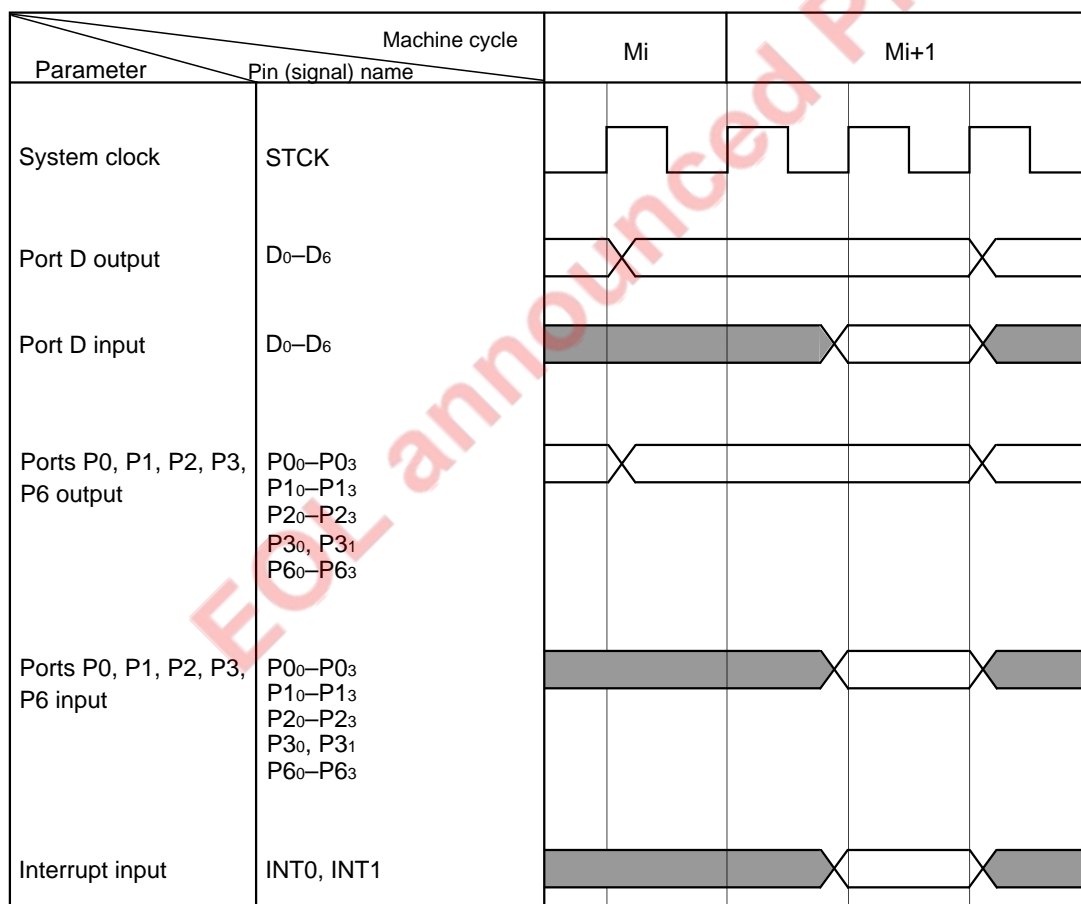 Machine cycle
Parameter
Pin (signal) name
Mi
Mi+1
System clock
STCK
Port D output
D0–D6
Port D input
D0–D6
Ports P0, P1, P2, P3,
P6 output
P00–P03
P10–P13
P20–P23
P30, P31
P60–P63
Ports P0, P1, P2, P3,
P6 input
P00–P03
P10–P13
P20–P23
P30, P31
P60–P63
Interrupt input
INT0, INT1
EOL announced